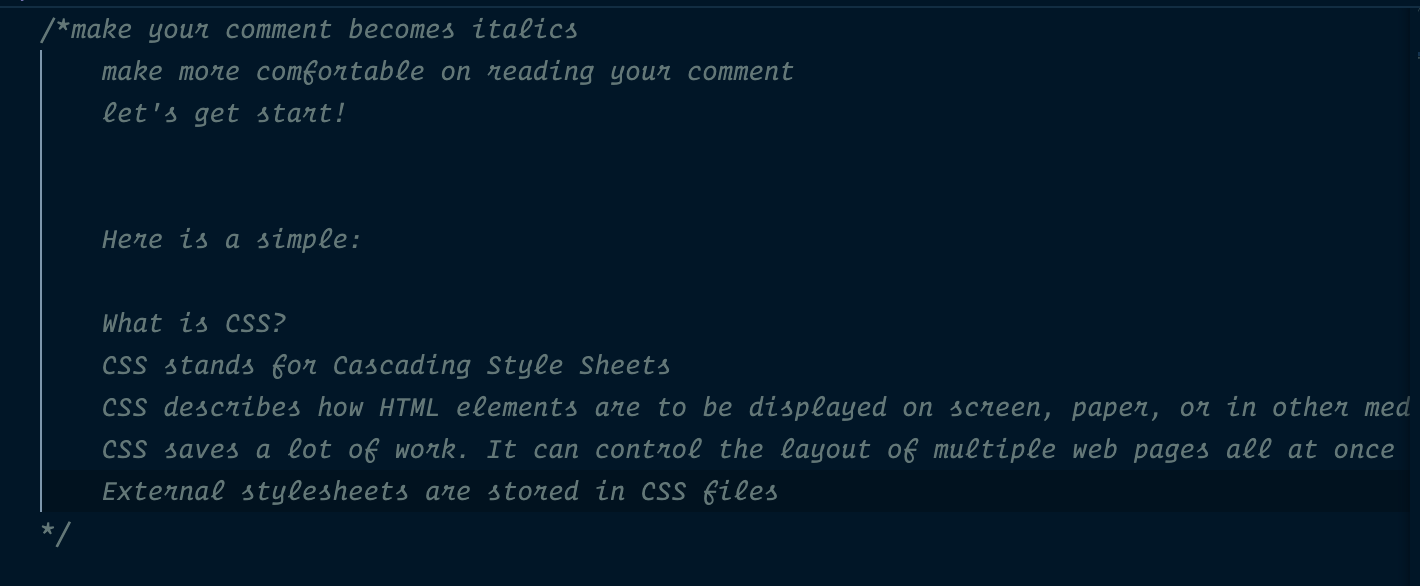 /*make your comment becomes italics
make more comfortable on reading your comment
let's get start!
Here is a simple:
What is CSS?
CSS stands for Cascading Style Sheets
CSS describes how HTML elements are to be displayed on screen, paper, or in other med
CSS saves a lot of work. It can control the layout of multiple web pages all at once
External stylesheets are stored in CSS files
*/